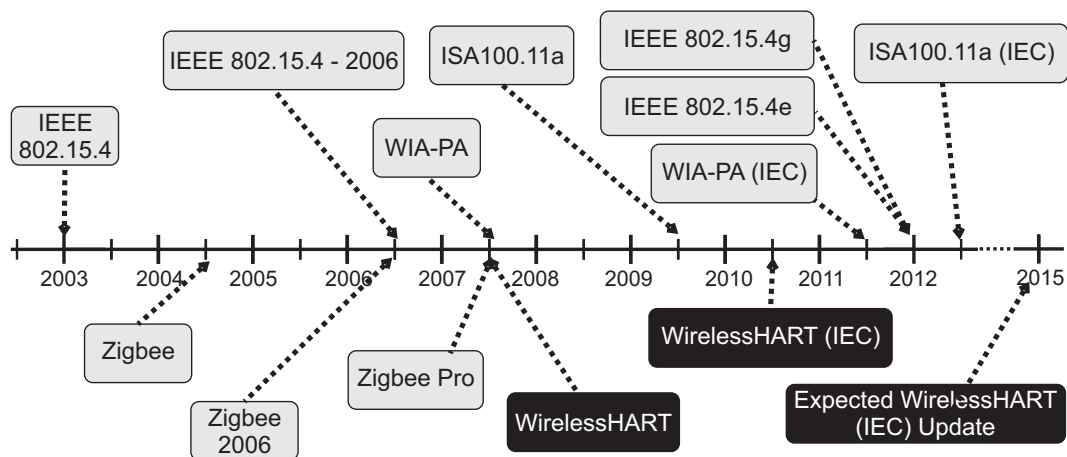 IEEE 802.15.4g
IEEE 802.15.4 - 2006
ISA100.11a
ISA100.11a (IEC)
IEEE 802.15.4e
IEEE
802.15.4
WIA-PA
WIA-PA (IEC)
2003
2004
2005
2006
2007
2008
2009
2010
2011
2012
2015
Zigbee
Zigbee
2006
Zigbee Pro
WirelessHART
WirelessHART (IEC)
Expected WirelessHART
(IEC) Update